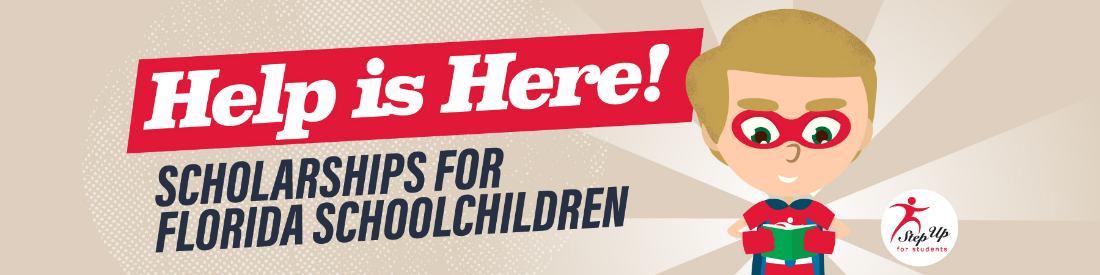 Help is Here!
SCHOLARSHIPS FOR
FLORIDA SCHOOLCHILDREN
Step Up
for students